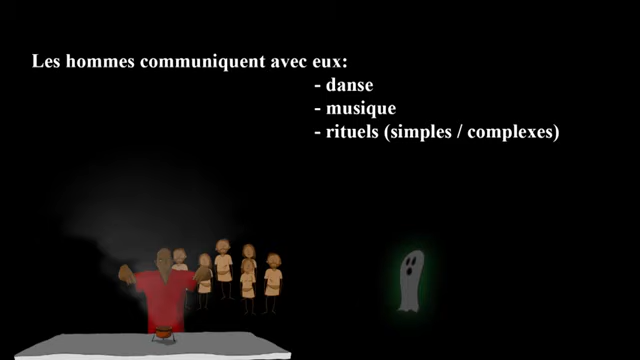 Les hommes communiquent avec eux:
- danse
- musique
- rituels (simples / complexes)